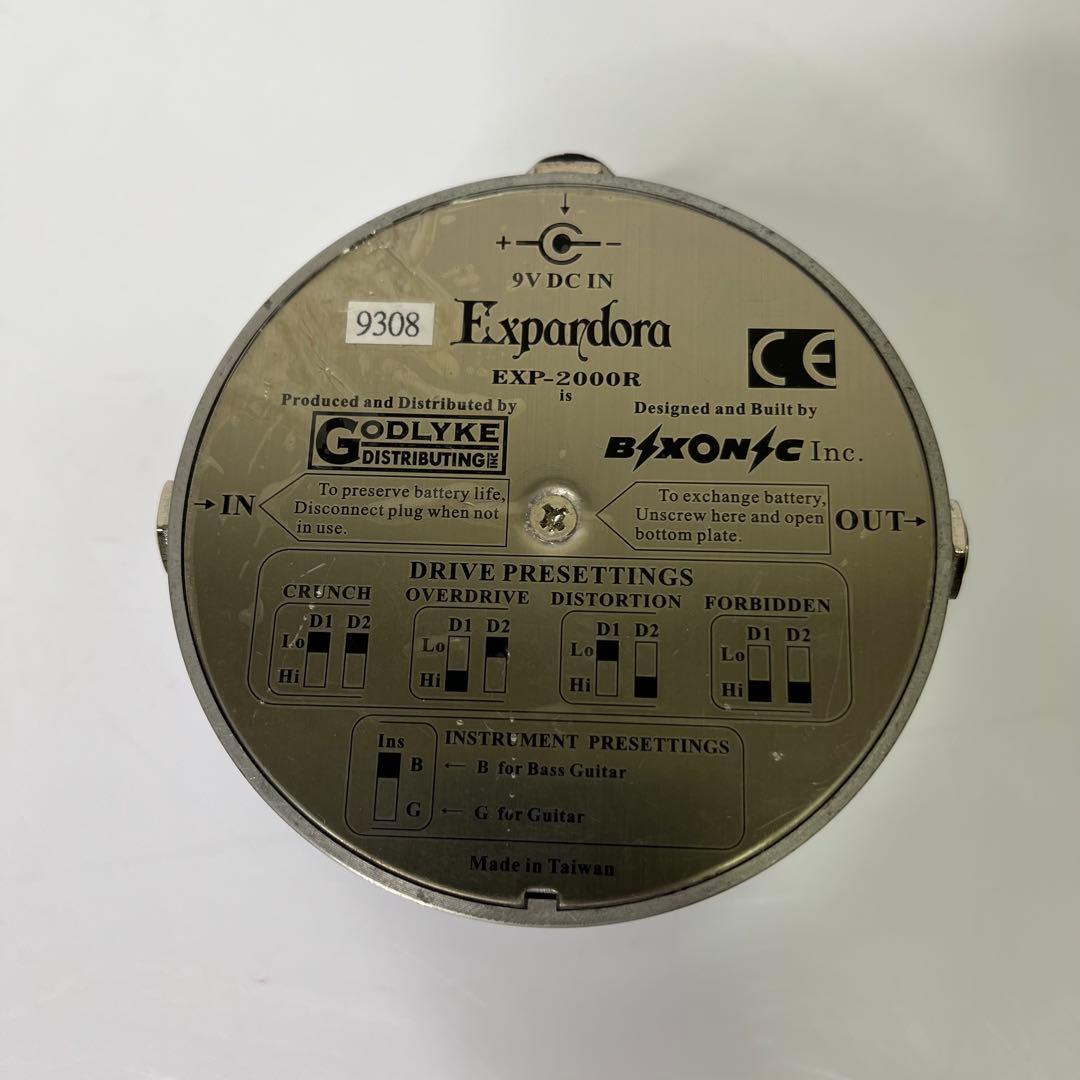 + −
9V DC IN
9308
Expandora
EXP-2000R
is
CE
Produced and Distributed by
GODLYKE
DISTRIBUTING INC
Designed and Built by
BIXONIC Inc.
→ IN
To preserve battery life,
Disconnect plug when not
in use.
To exchange battery,
Unscrew here and open
bottom plate.
OUT→
DRIVE PRESETTINGS
CRUNCH OVERDRIVE DISTORTION FORBIDDEN
D1 D2 D1 D2 D1 D2 D1 D2
Lo Lo Lo Lo
Hi Hi Hi Hi
Ins INSTRUMENT PRESETTINGS
B ← B for Bass Guitar
G ← G for Guitar
Made in Taiwan